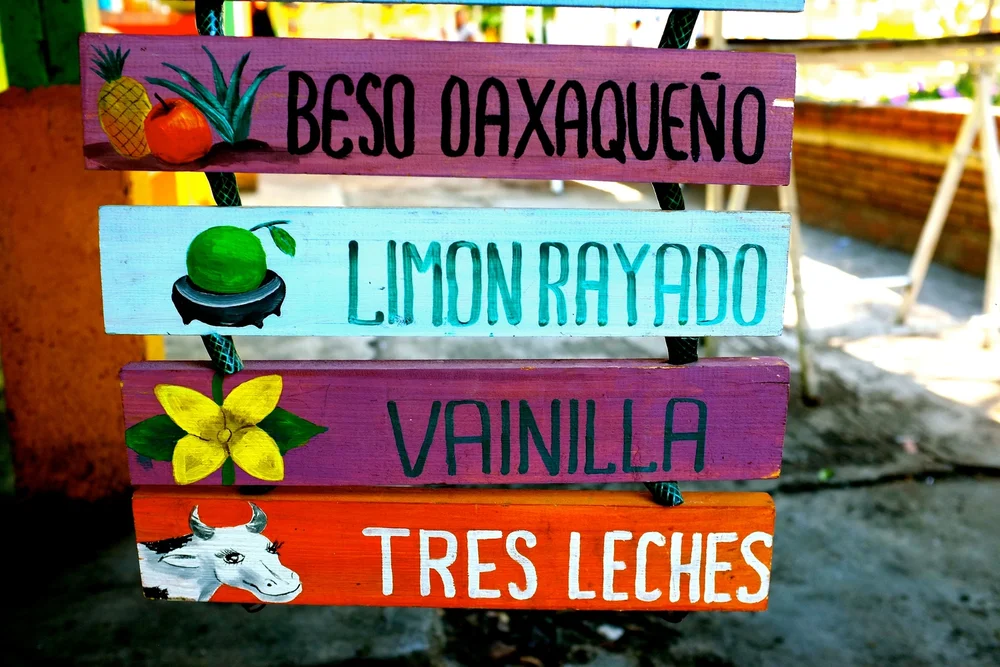 BESO OAXAQUEÑO
LIMON RAYADO
VAINILLA
TRES LECHES